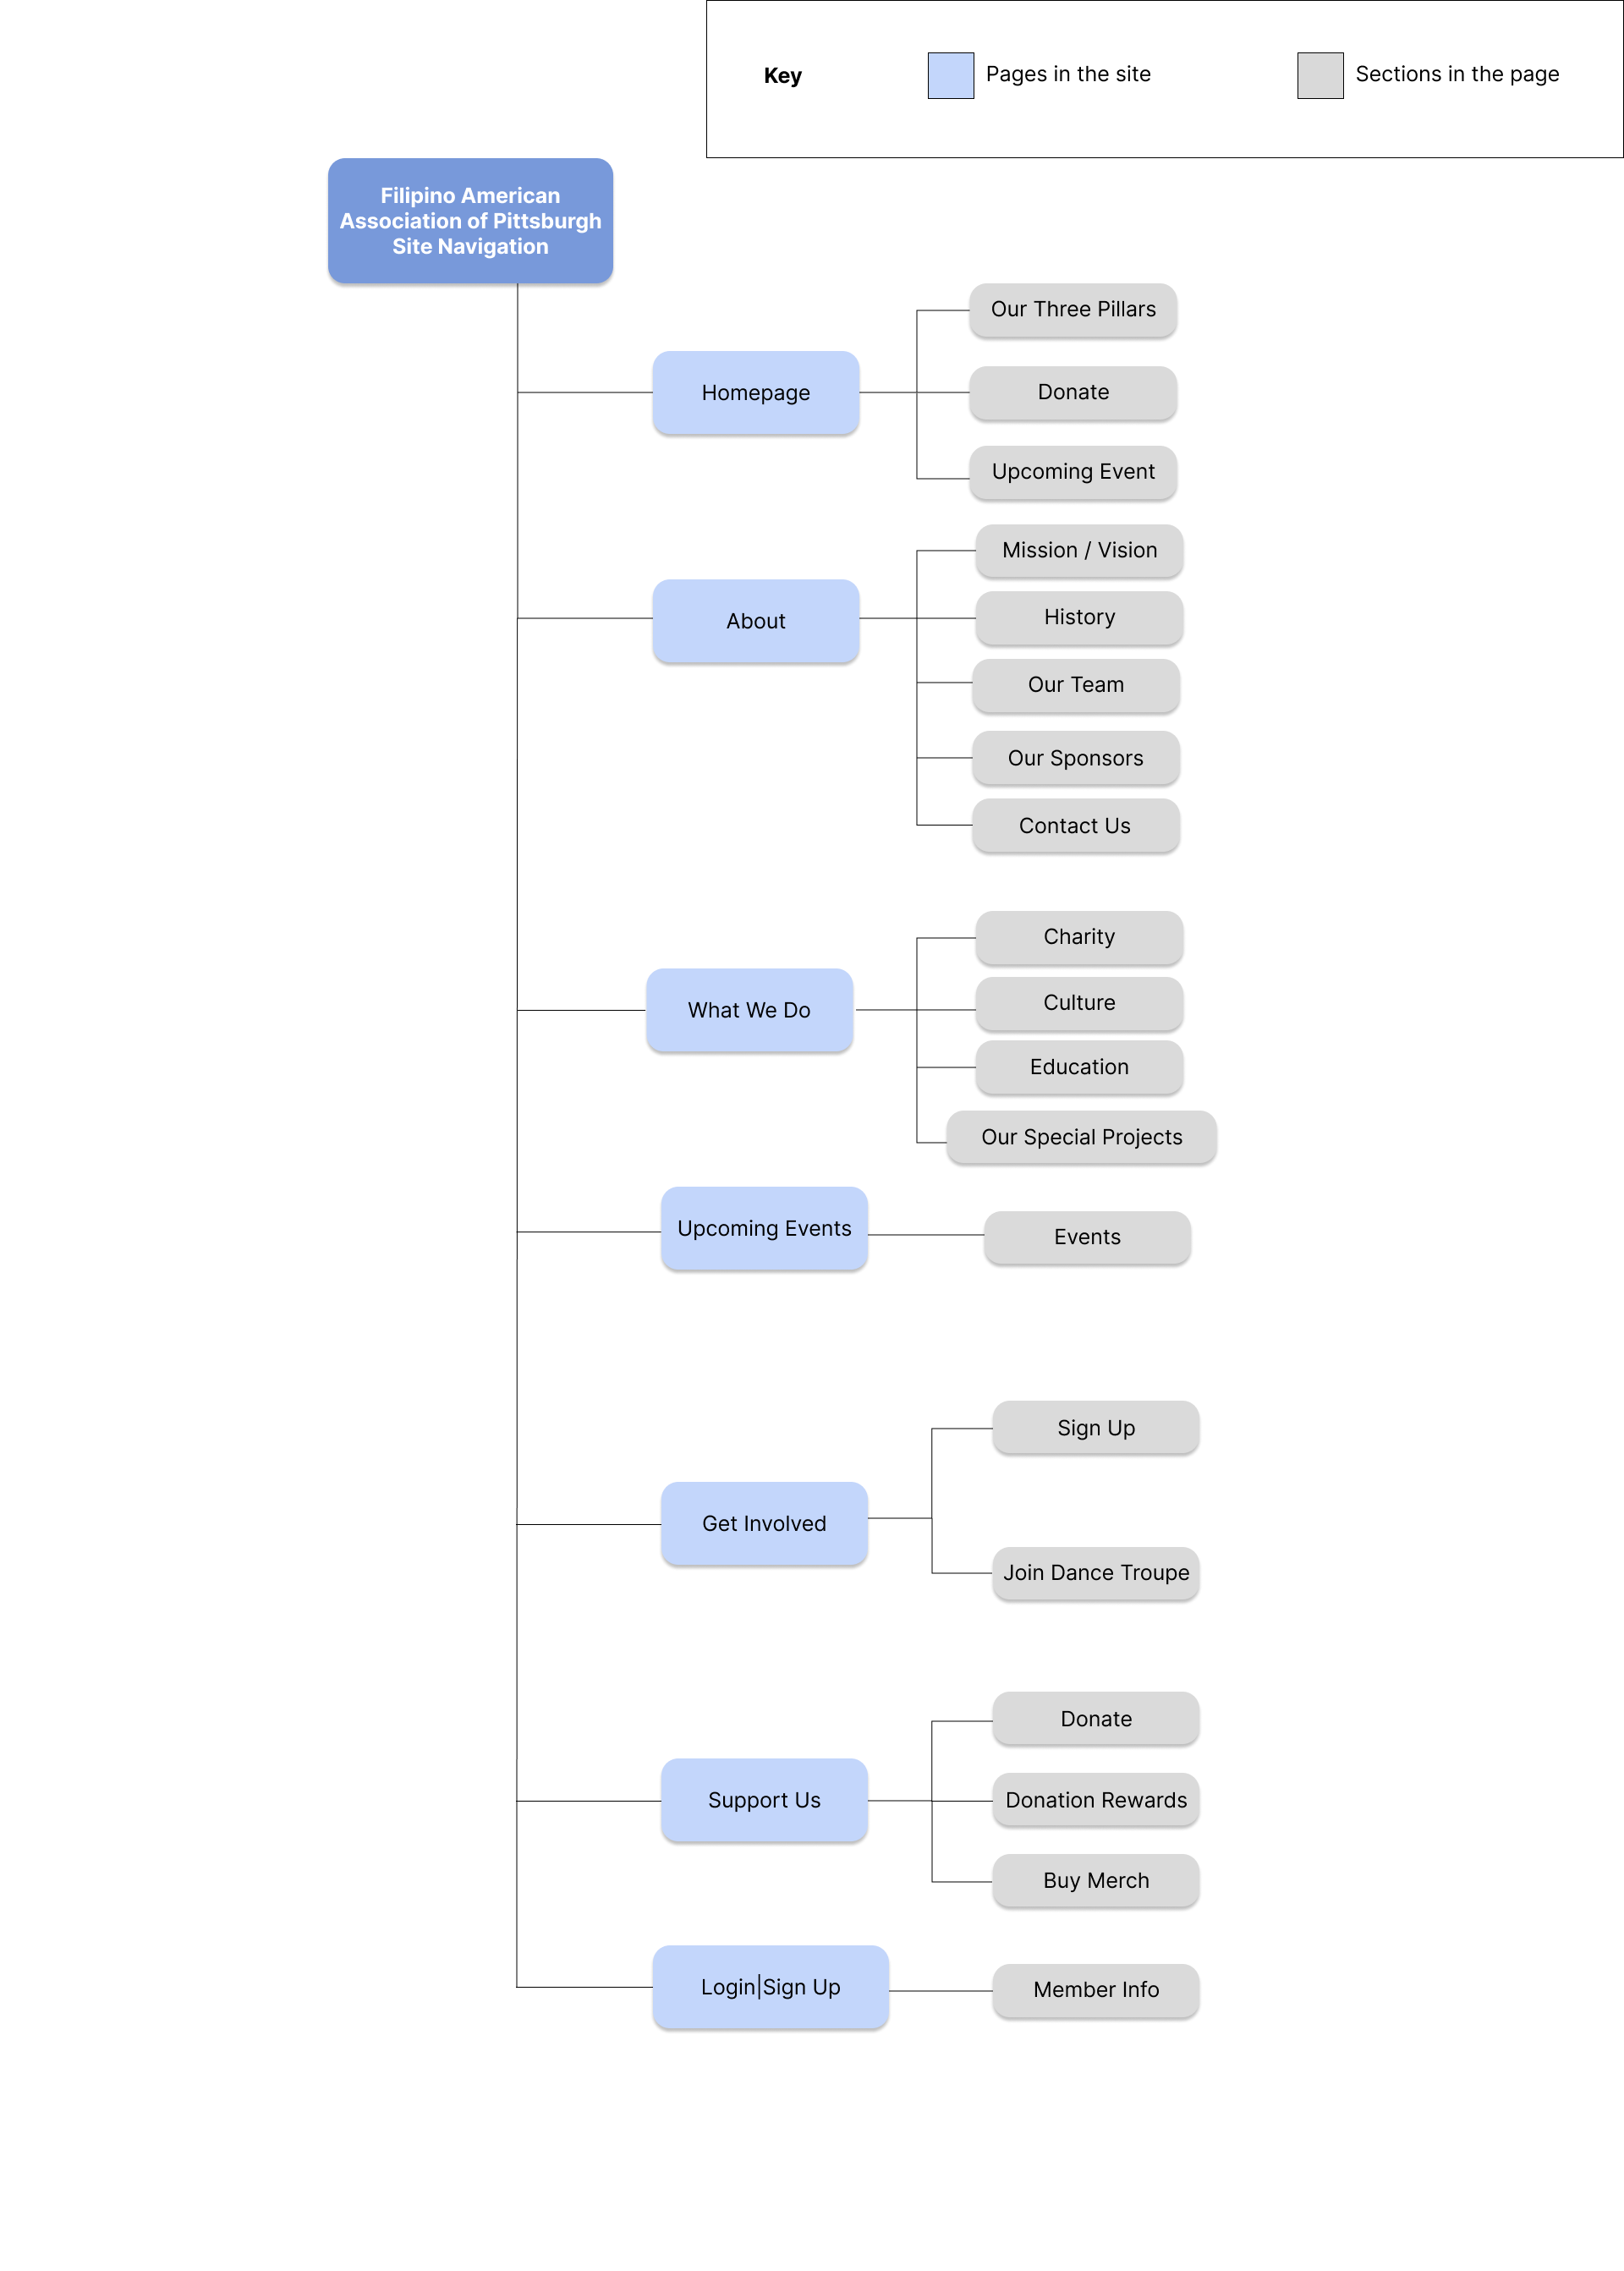 Key
Pages in the site
Sections in the page
Filipino American
Association of Pittsburgh
Site Navigation
Homepage
Our Three Pillars
Donate
Upcoming Event
About
Mission / Vision
History
Our Team
Our Sponsors
Contact Us
What We Do
Charity
Culture
Education
Our Special Projects
Upcoming Events
Events
Get Involved
Sign Up
Join Dance Troupe
Support Us
Donate
Donation Rewards
Buy Merch
Login|Sign Up
Member Info